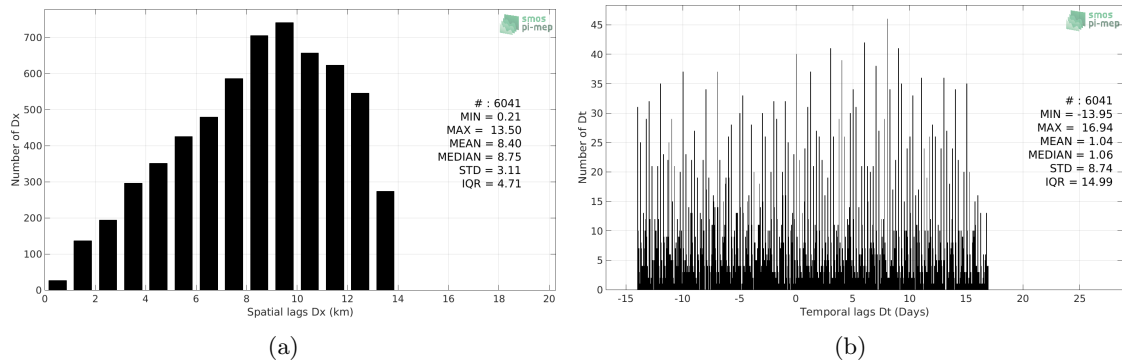 smos
pi-mep
700
600
500
400
300
200
100
0
Number of Dx
# : 6041
MIN = 0.21
MAX = 13.50
MEAN = 8.40
MEDIAN = 8.75
STD = 3.11
IQR = 4.71
0 2 4 6 8 10 12 14 16 18 20
Spatial lags Dx (km)
(a)
smos
pi-mep
45
40
35
30
25
20
15
10
5
0
Number of Dt
# : 6041
MIN = -13.95
MAX = 16.94
MEAN = 1.04
MEDIAN = 1.06
STD = 8.74
IQR = 14.99
-15 -10 -5 0 5 10 15 20 25
Temporal lags Dt (Days)
(b)